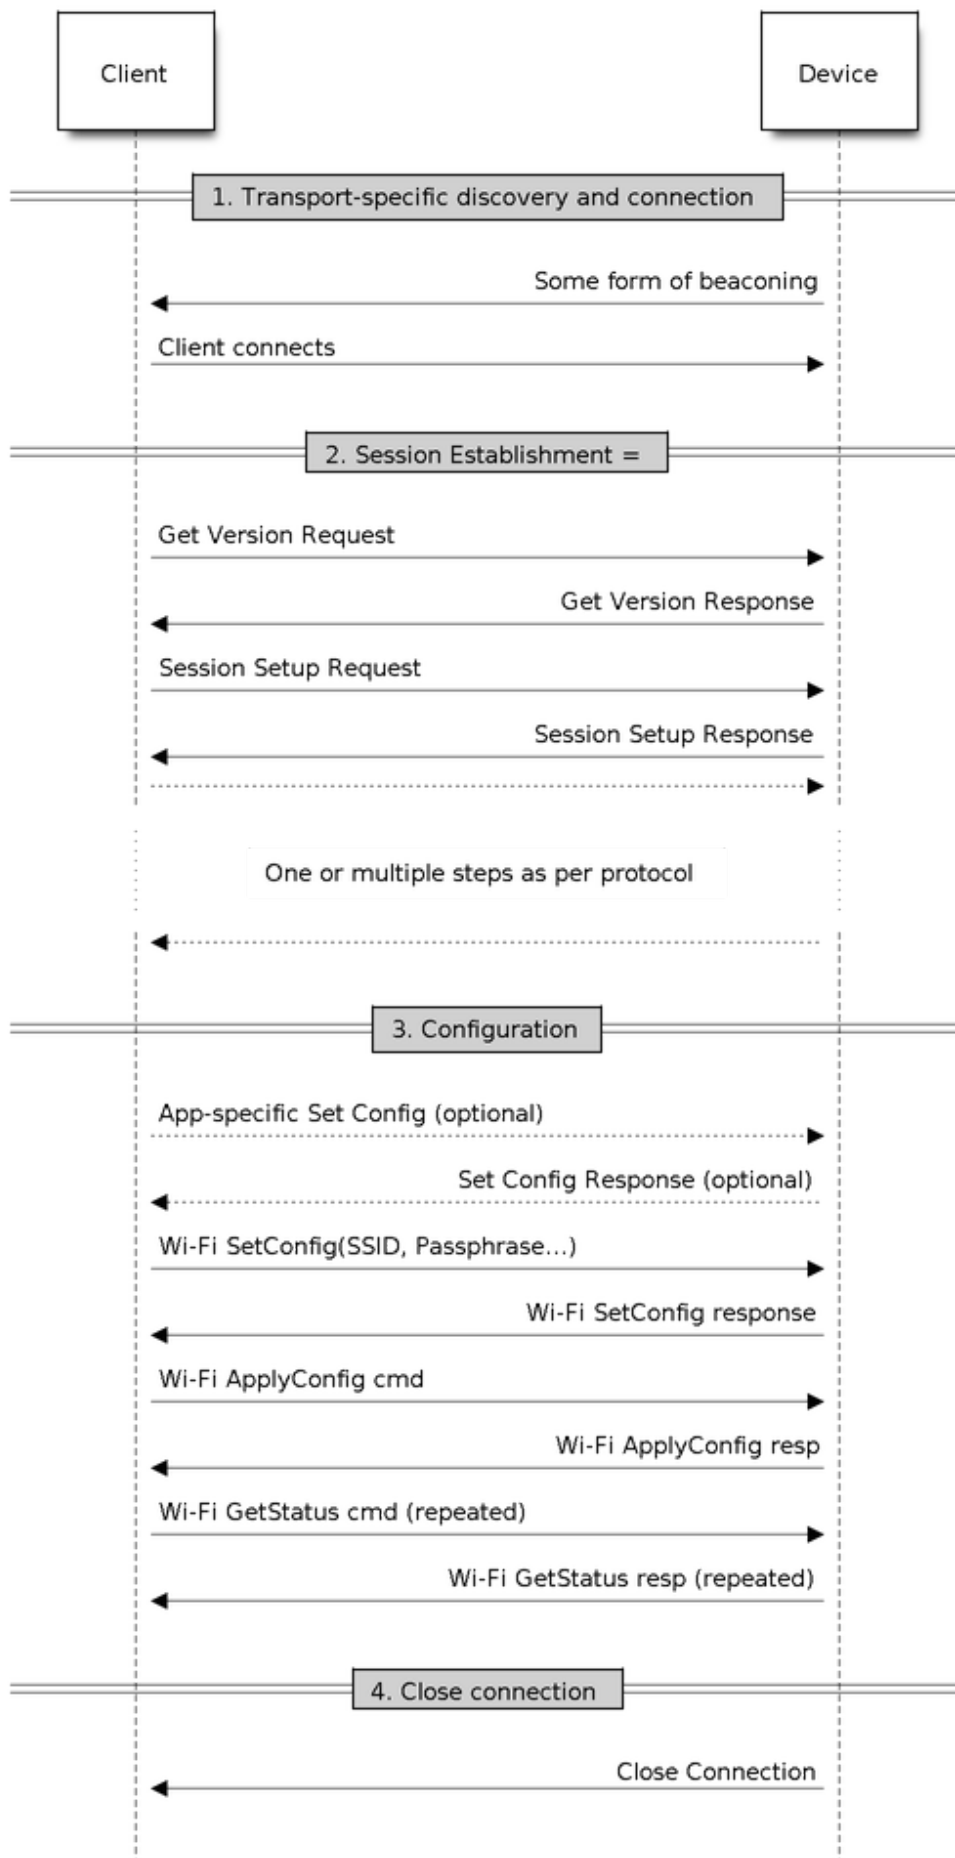 Client
Device
1. Transport-specific discovery and connection
Some form of beaconing
Client connects
2. Session Establishment =
Get Version Request
Get Version Response
Session Setup Request
Session Setup Response
One or multiple steps as per protocol
3. Configuration
App-specific Set Config (optional)
Set Config Response (optional)
Wi-Fi SetConfig(SSID, Passphrase...)
Wi-Fi SetConfig response
Wi-Fi ApplyConfig cmd
Wi-Fi ApplyConfig resp
Wi-Fi GetStatus cmd (repeated)
Wi-Fi GetStatus resp (repeated)
4. Close connection
Close Connection